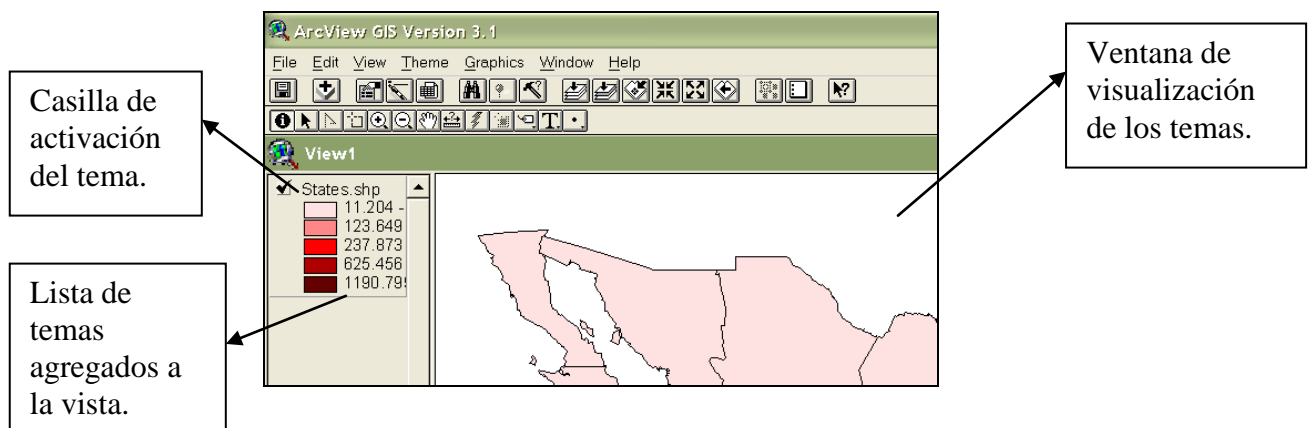 ArcView GIS Version 3.1
File Edit View Theme Graphics Window Help
View1
States.shp
11.204 -
123.649
237.873
625.456
1190.79
Casilla de
activación
del tema.
Lista de
temas
agregados a
la vista.
Ventana de
visualización
de los temas.